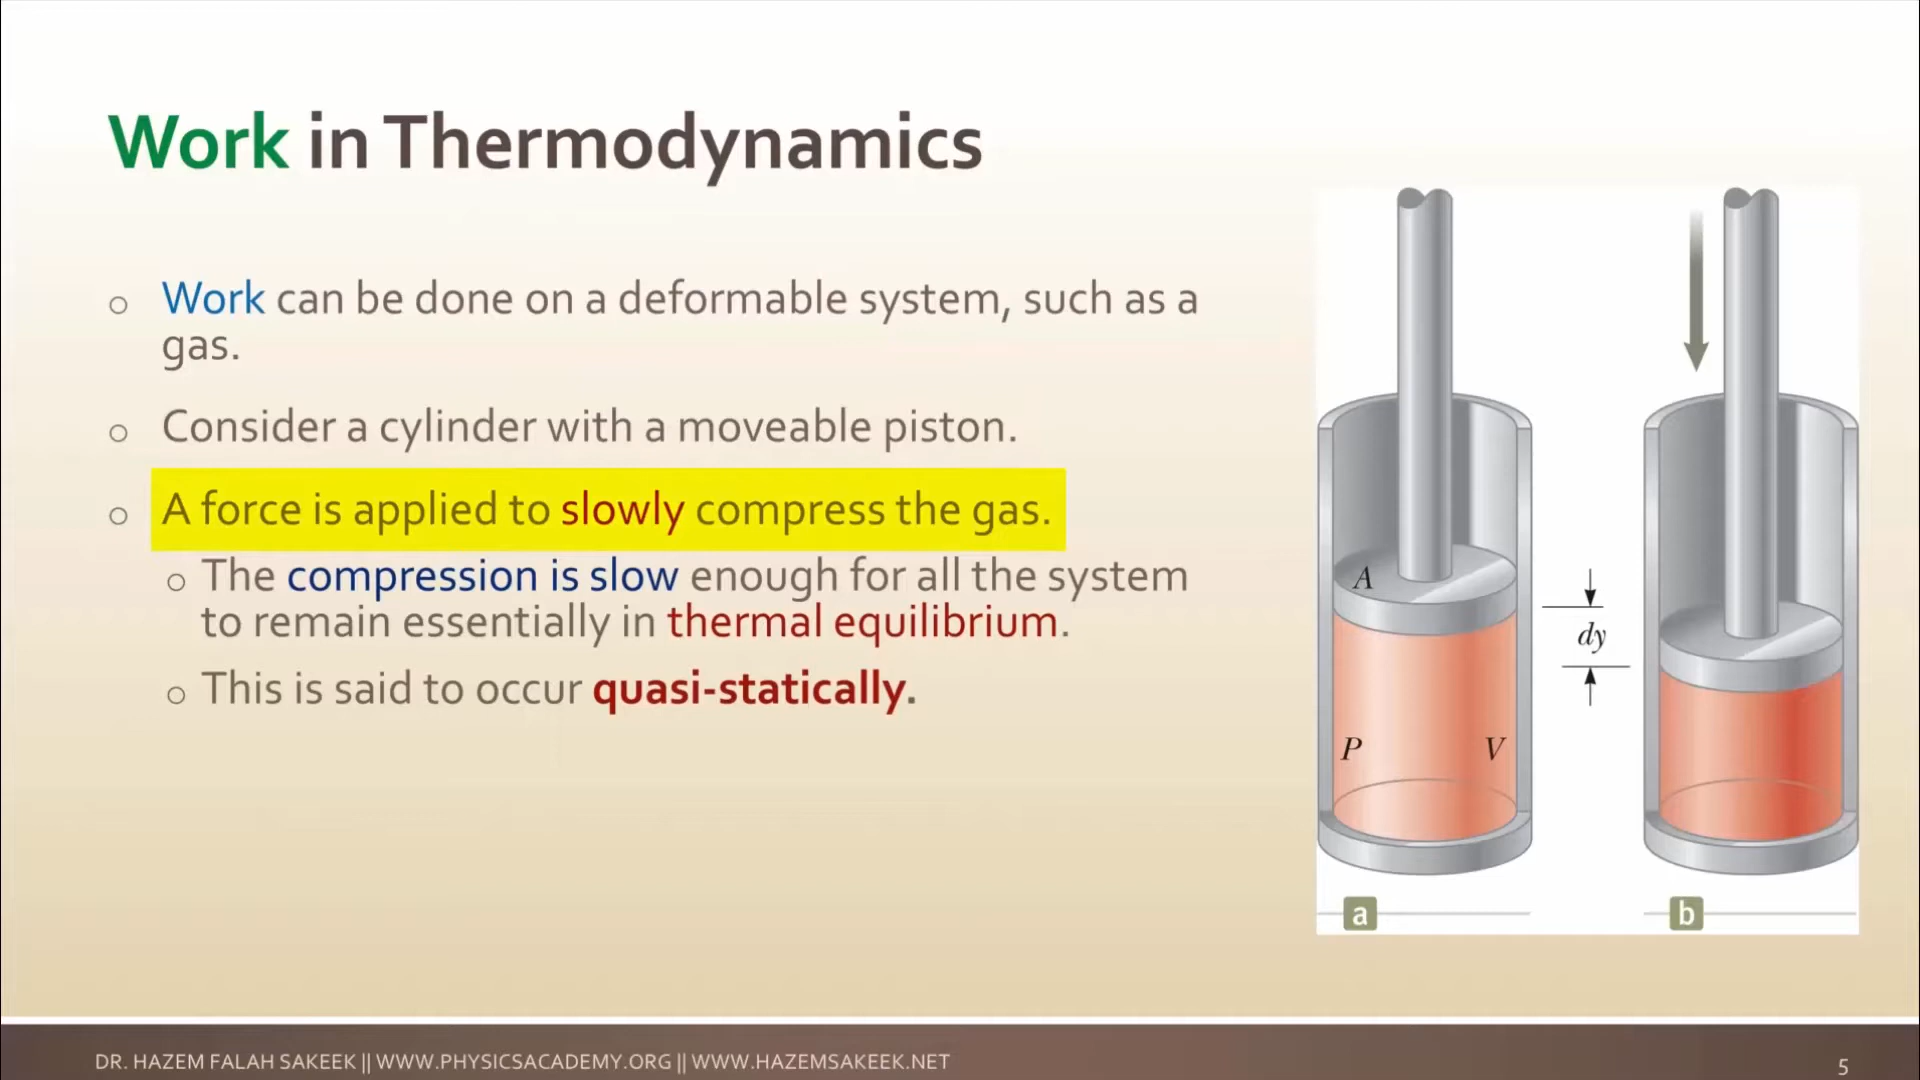 Work in Thermodynamics
Work can be done on a deformable system, such as a
gas.
Consider a cylinder with a moveable piston.
A force is applied to slowly compress the gas.
The compression is slow enough for all the system
to remain essentially in thermal equilibrium.
This is said to occur quasi-statically.
A
dy
P V
a b
DR. HAZEM FALAH SAKEEK || WWW.PHYSICSACADEMY.ORG || WWW.HAZEMSAKEEK.NET
5